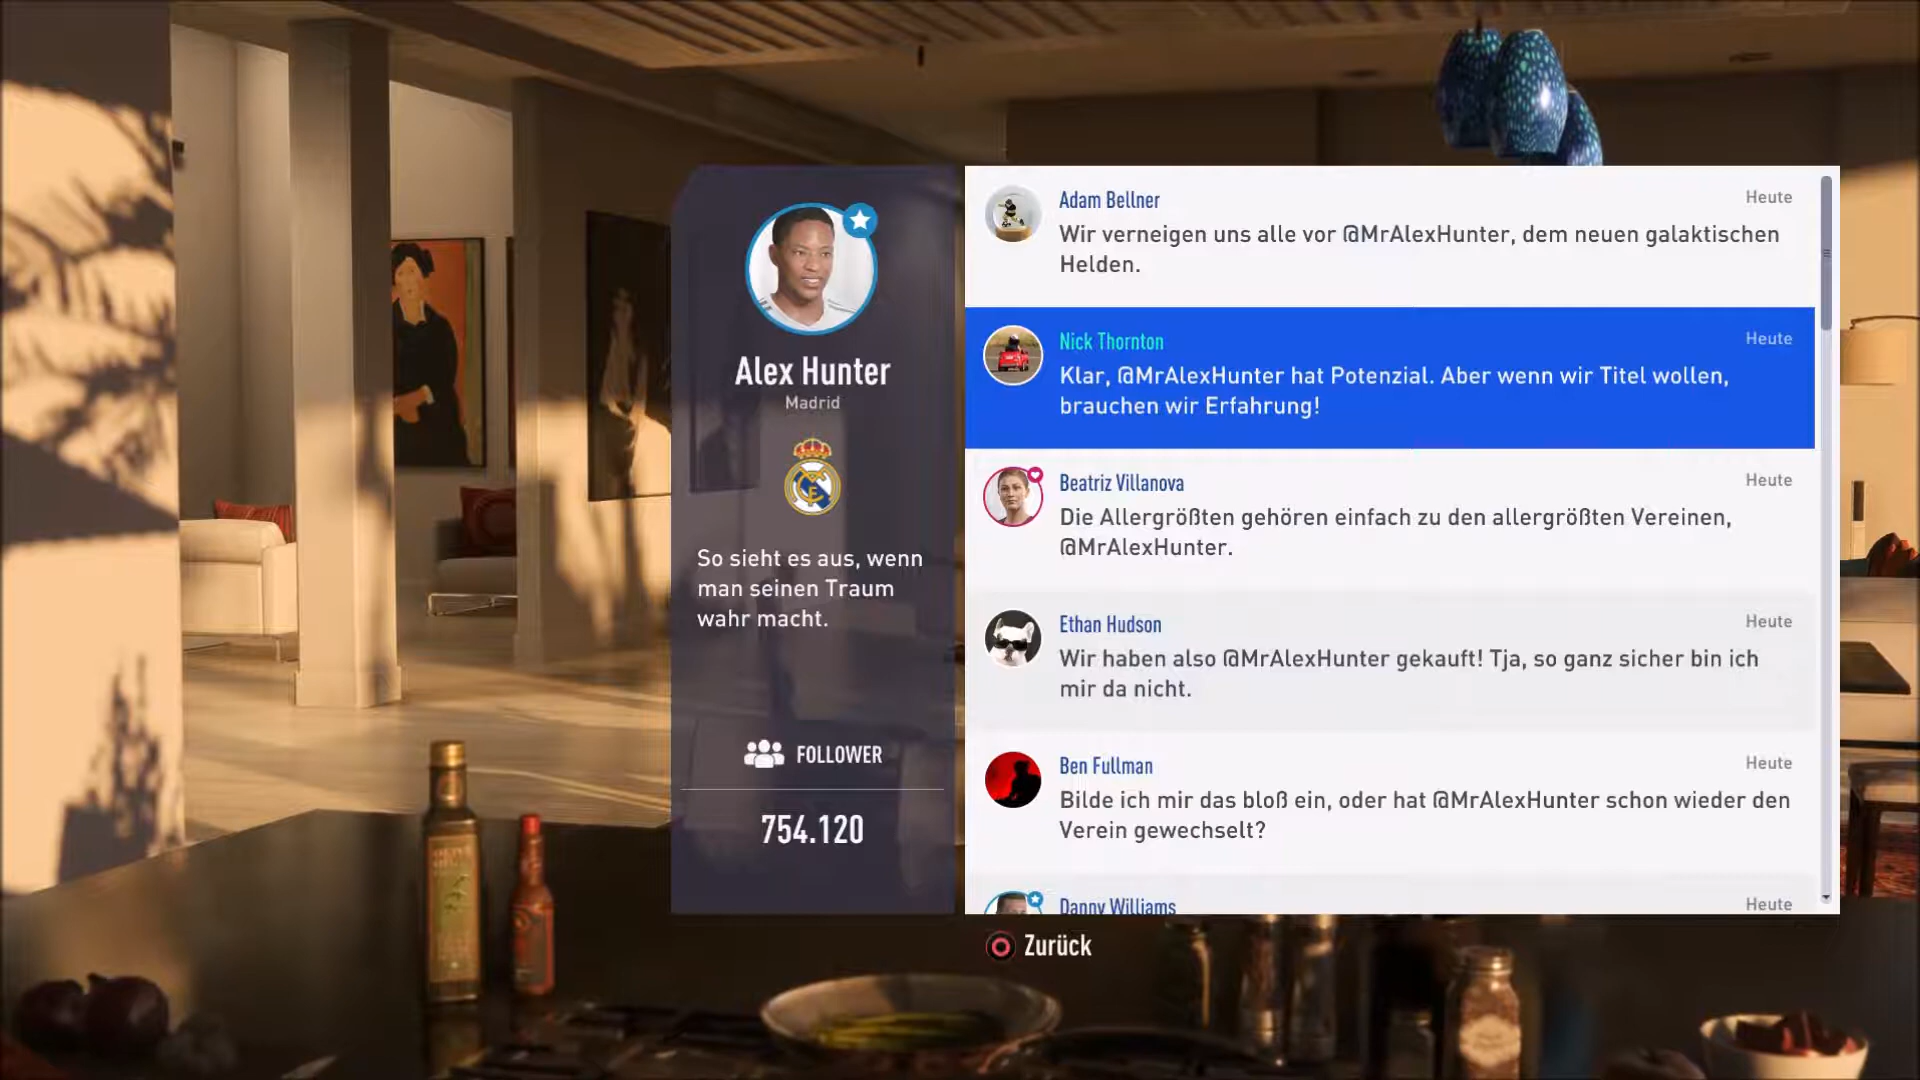 Alex Hunter
Madrid
So sieht es aus, wenn
man seinen Traum
wahr macht.
FOLLOWER
754.120
Adam Bellner
Heute
Wir verneigen uns alle vor @MrAlexHunter, dem neuen galaktischen
Helden.
Nick Thornton
Heute
Klar, @MrAlexHunter hat Potenzial. Aber wenn wir Titel wollen,
brauchen wir Erfahrung!
Beatriz Villanova
Heute
Die Allergrößten gehören einfach zu den allergrößten Vereinen,
@MrAlexHunter.
Ethan Hudson
Heute
Wir haben also @MrAlexHunter gekauft! Tja, so ganz sicher bin ich
mir da nicht.
Ben Fullman
Heute
Bilde ich mir das bloß ein, oder hat @MrAlexHunter schon wieder den
Verein gewechselt?
Danny Williams
Heute
Zurück